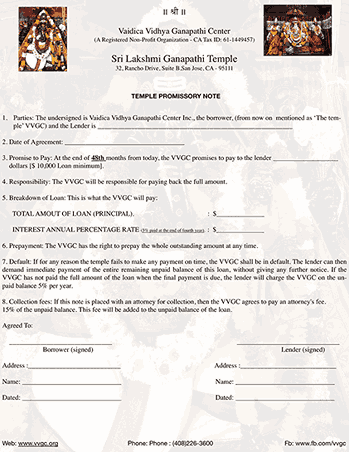 ॥ श्री ॥
Vaidica Vidhya Ganapathi Center
(A Registered Non-Profit Organization - CA Tax ID: 61-1449457)
Sri Lakshmi Ganapathi Temple
32, Rancho Drive, Suite B,San Jose, CA - 95111
TEMPLE PROMISSORY NOTE
1. Parties: The undersigned is Vaidica Vidhya Ganapathi Center Inc., the borrower, (from now on mentioned as 'The tem-
ple' VVGC) and the Lender is
2. Date of Agreement:
3. Promise to Pay: At the end of 48th months from today, the VVGC promises to pay to the lender
dollars [$ 10,000 Loan minimum].
4. Responsibility: The VVGC will be responsible for paying back the full amount.
5. Breakdown of Loan: This is what the VVGC will pay:
TOTAL AMOUT OF LOAN (PRINCIPAL). : $
INTEREST ANNUAL PERCENTAGE RATE (5% paid at the end of fourth year) : $
6. Prepayment: The VVGC has the right to prepay the whole outstanding amount at any time.
7. Default: If for any reason the temple fails to make any payment on time, the VVGC shall be in default. The lender can then
demand immediate payment of the entire remaining unpaid balance of this loan, without giving any further notice. If the
VVGC has not paid the full amount of the loan when the final payment is due, the lender will charge the VVGC on the un-
paid balance 5% per year.
8. Collection fees: If this note is placed with an attorney for collection, then the VVGC agrees to pay an attorney's fee.
15% of the unpaid balance. This fee will be added to the unpaid balance of the loan.
Agreed To:
Borrower (signed) Lender (signed)
Address : Address :
Name: Name:
Dated: Dated:
Web: www.vvgc.org Phone: Phone : (408)226-3600 Fb: www.fb.com/vvgc